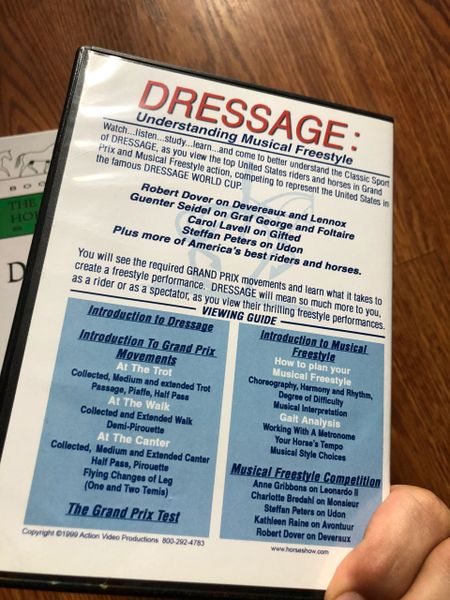 DRESSAGE:
Understanding Musical Freestyle
Watch...listen...study...learn...and come to better understand the Classic Sport
of DRESSAGE, as you view the top United States riders and horses in Grand
Prix and Musical Freestyle action, competing to represent the United States in
the famous DRESSAGE WORLD CUP.
Robert Dover on Devereaux and Lennox
Guenter Seidel on Graf George and Foltaire
Carol Lavell on Gifted
Steffan Peters on Udon
Plus more of America's best riders and horses.
You will see the required GRAND PRIX movements and learn what it takes to
create a freestyle performance. DRESSAGE will mean so much more to you,
as a rider or as a spectator, as you view their thrilling freestyle performances.
VIEWING GUIDE
Introduction to Dressage
Introduction To Grand Prix
Movements
At The Trot
Collected, Medium and extended Trot
Passage, Piaffe, Half Pass
At The Walk
Collected and Extended Walk
Demi-Pirouette
At The Canter
Collected, Medium and Extended Canter
Half Pass, Pirouette
Flying Changes of Leg
(One and Two Temis)
The Grand Prix Test
Introduction to Musical
Freestyle
How to plan your
Musical Freestyle
Choreography, Harmony and Rhythm,
Degree of Difficulty
Musical Interpretation
Gait Analysis
Working With A Metronome
Your Horse's Tempo
Musical Style Choices
Musical Freestyle Competition
Anne Gribbons on Leonardo II
Charlotte Bredahl on Monsieur
Steffan Peters on Udon
Kathleen Raine on Avontuur
Robert Dover on Deveraux
Copyright ©1999 Action Video Productions 800-292-4783
www.horseshow.com
BOO
THE
HO
D